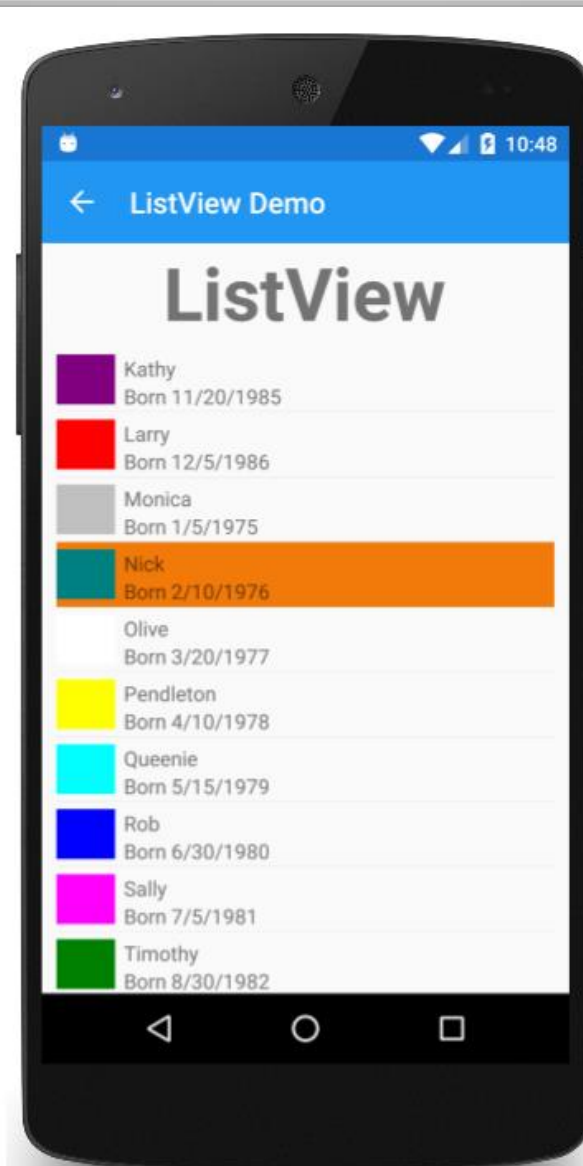 10:48
ListView Demo
ListView
Kathy
Born 11/20/1985
Larry
Born 12/5/1986
Monica
Born 1/5/1975
Nick
Born 2/10/1976
Olive
Born 3/20/1977
Pendleton
Born 4/10/1978
Queenie
Born 5/15/1979
Rob
Born 6/30/1980
Sally
Born 7/5/1981
Timothy
Born 8/30/1982